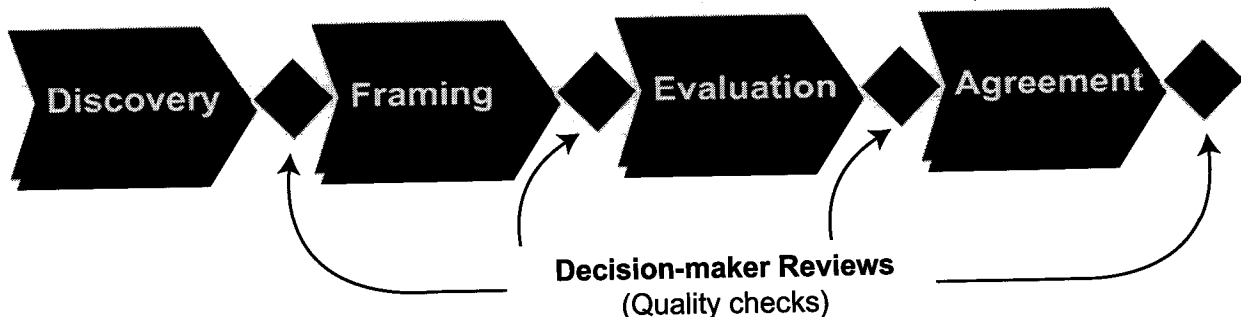 Discovery
Framing
Evaluation
Agreement
Decision-maker Reviews
(Quality checks)